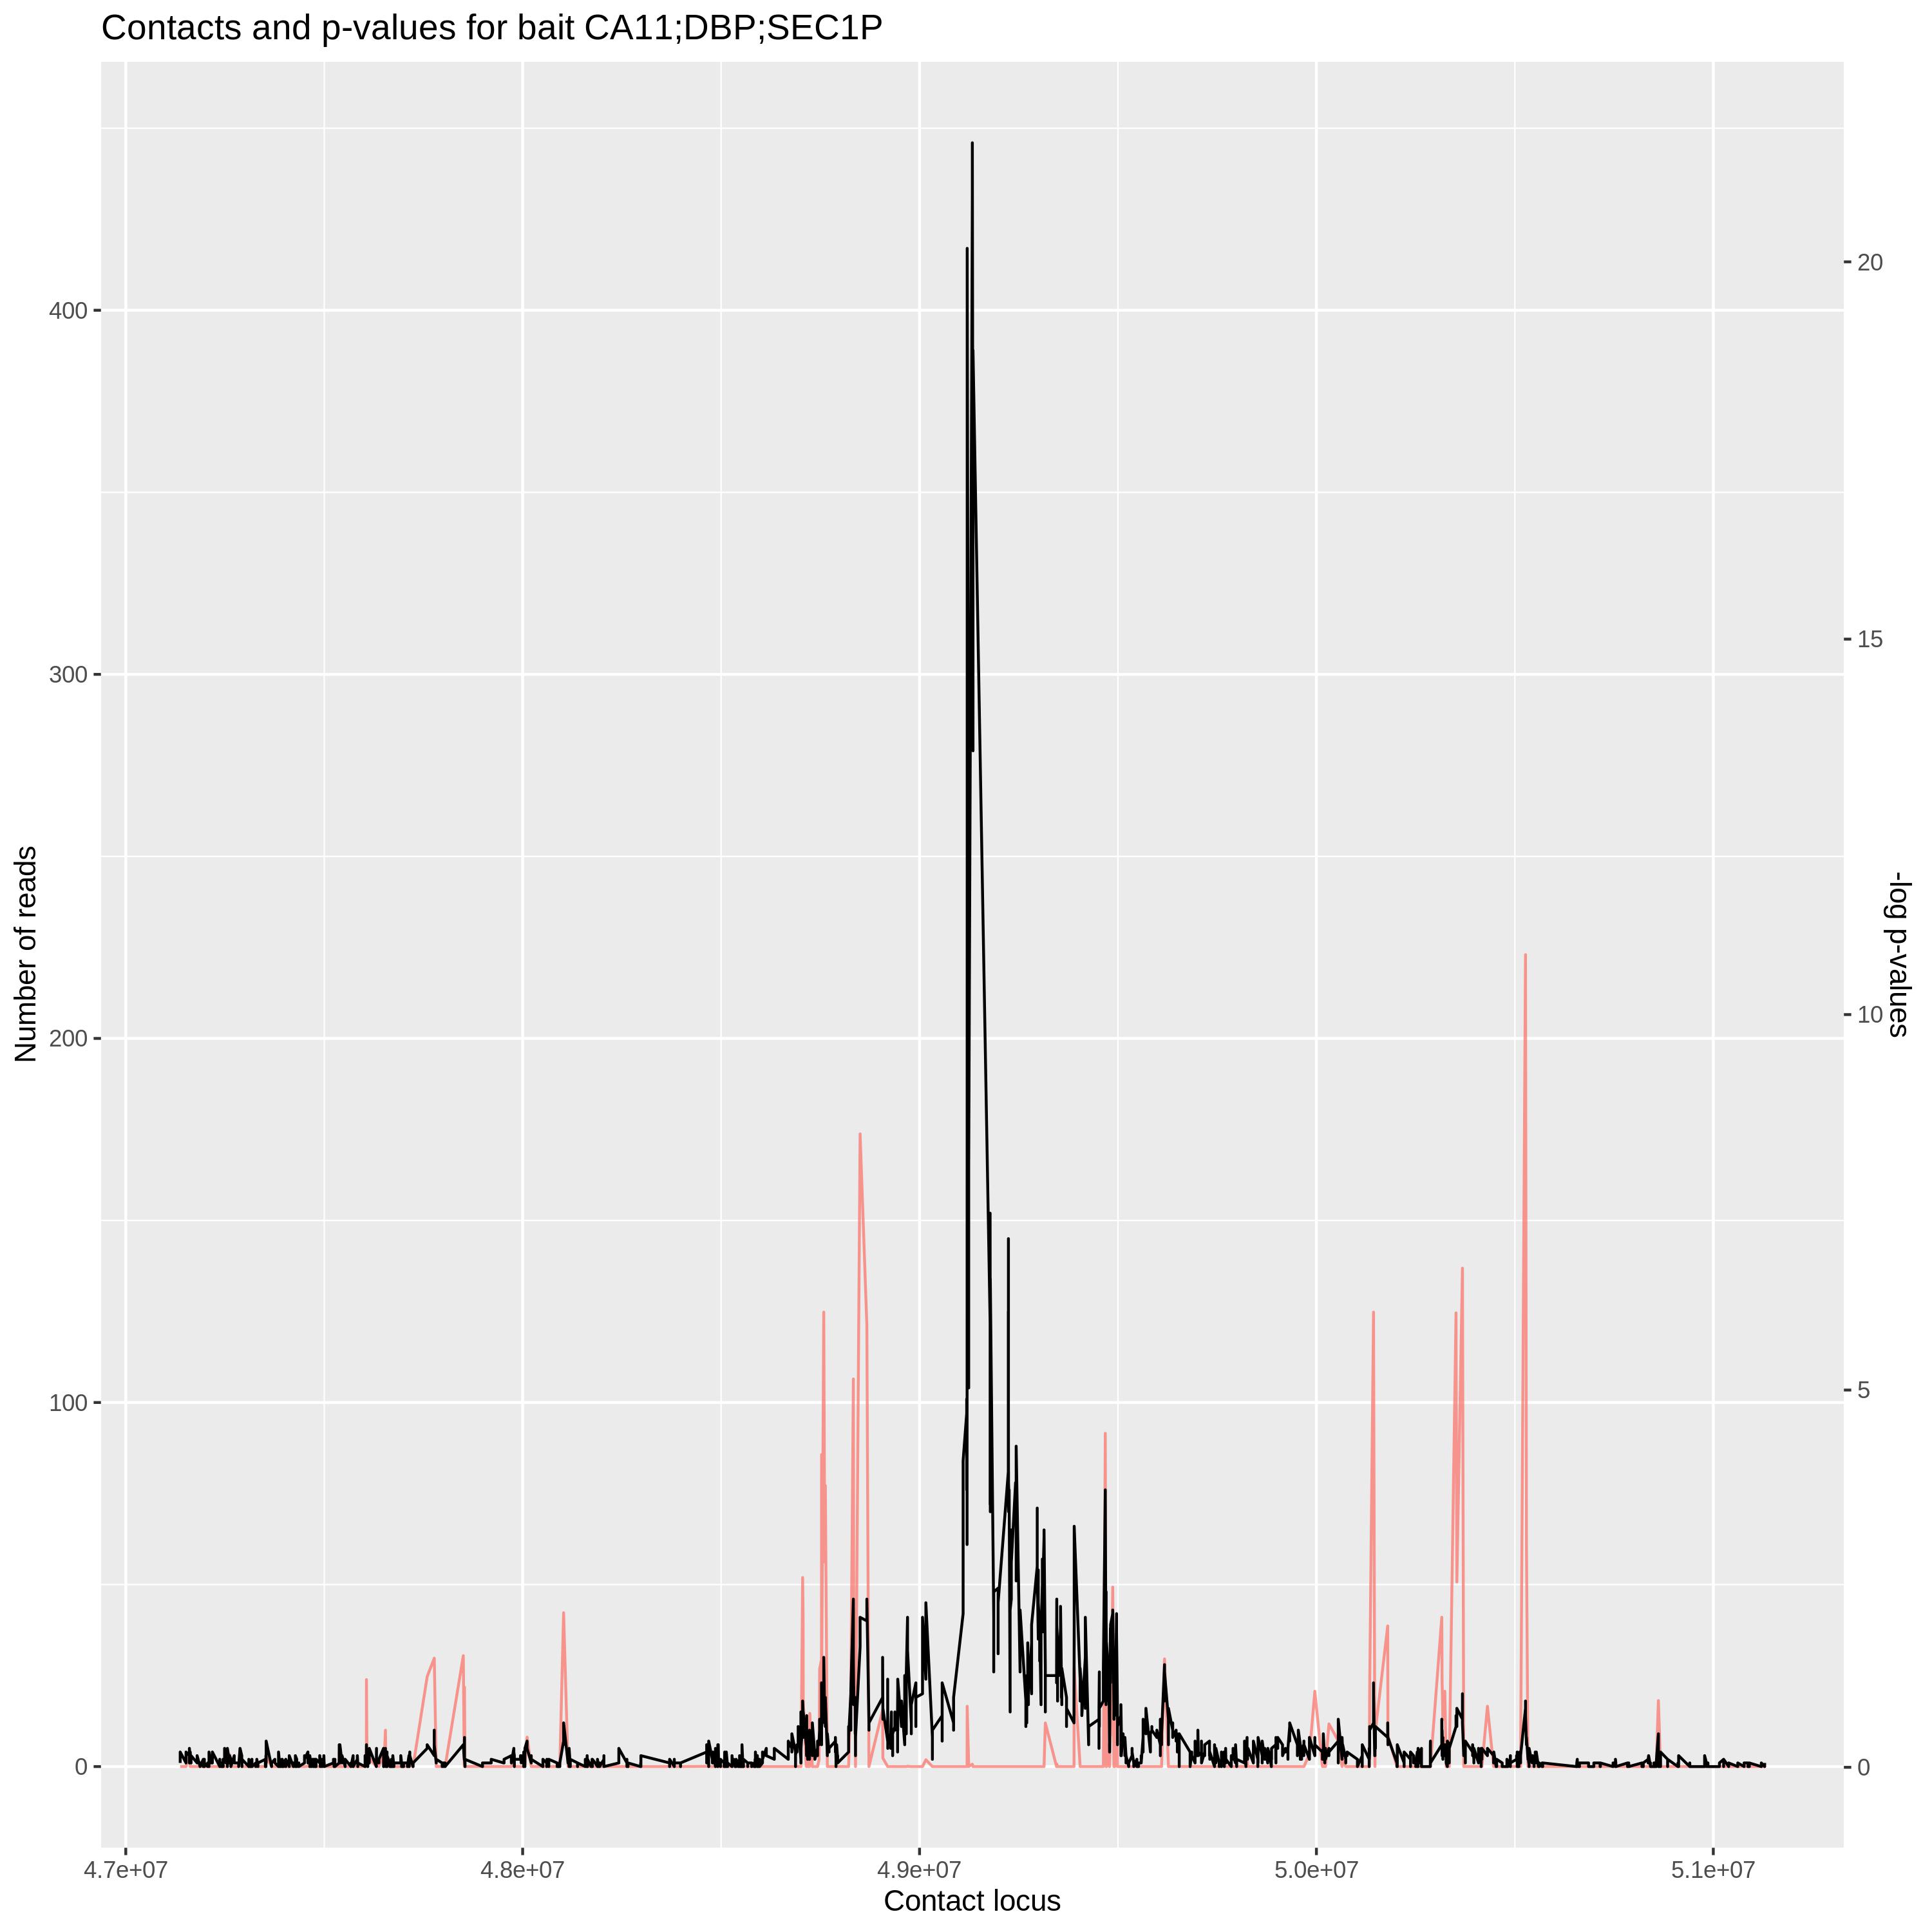 Contacts and p-values for bait CA11;DBP;SEC1P
Number of reads
400
300
200
100
0
20
15
10
5
0
-log p-values
4.7e+07 4.8e+07 4.9e+07 5.0e+07 5.1e+07
Contact locus